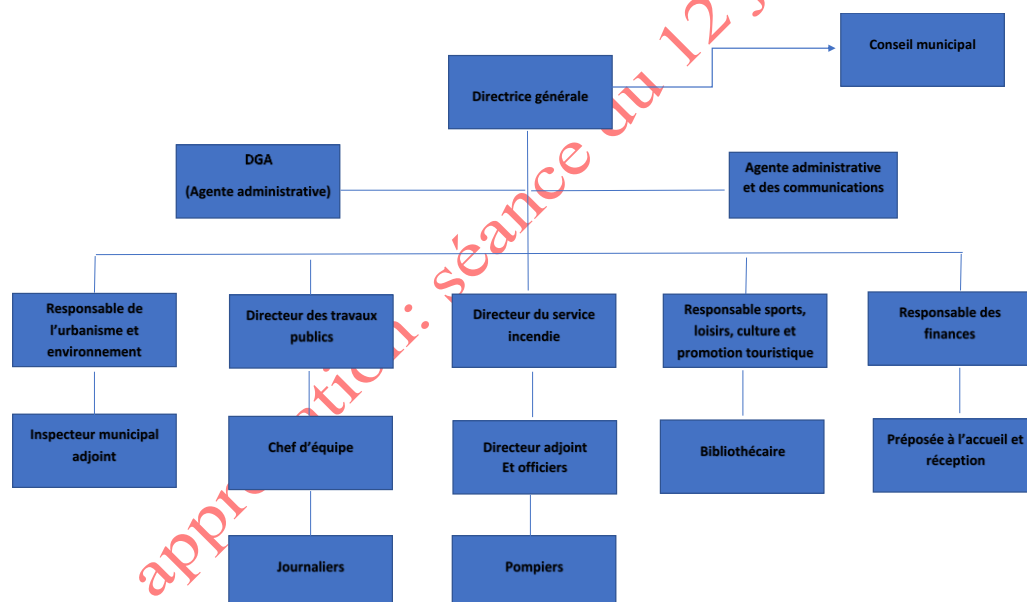 Conseil municipal
Directrice générale
DGA
(Agente administrative)
Agente administrative
et des communications
Responsable de
l'urbanisme et
environnement
Directeur des travaux
publics
Directeur du service
incendie
Responsable sports,
loisirs, culture et
promotion touristique
Responsable des
finances
Inspecteur municipal
adjoint
Chef d'équipe
Directeur adjoint
Et officiers
Bibliothécaire
Préposée à l'accueil et
réception
Journaliers
Pompiers
séance du 12